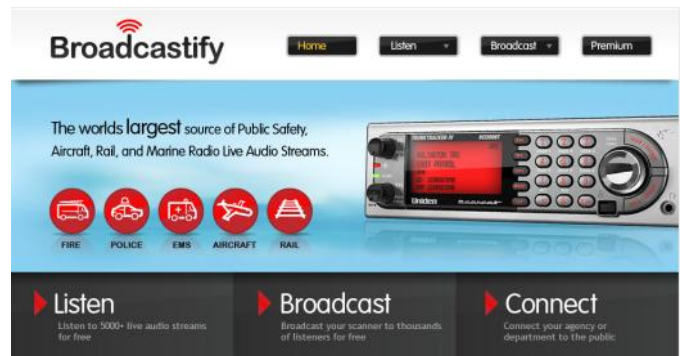 Broadcastify
Home Listen Broadcast Premium
The worlds largest source of Public Safety,
Aircraft, Rail, and Marine Radio Live Audio Streams.
TRUNKTRACKER IV
Uniden
FIRE POLICE EMS AIRCRAFT RAIL
Listen
Listen to 5000+ live audio streams
for free
Broadcast
Broadcast your scanner to thousands
of listeners for free
Connect
Connect your agency or
department to the public